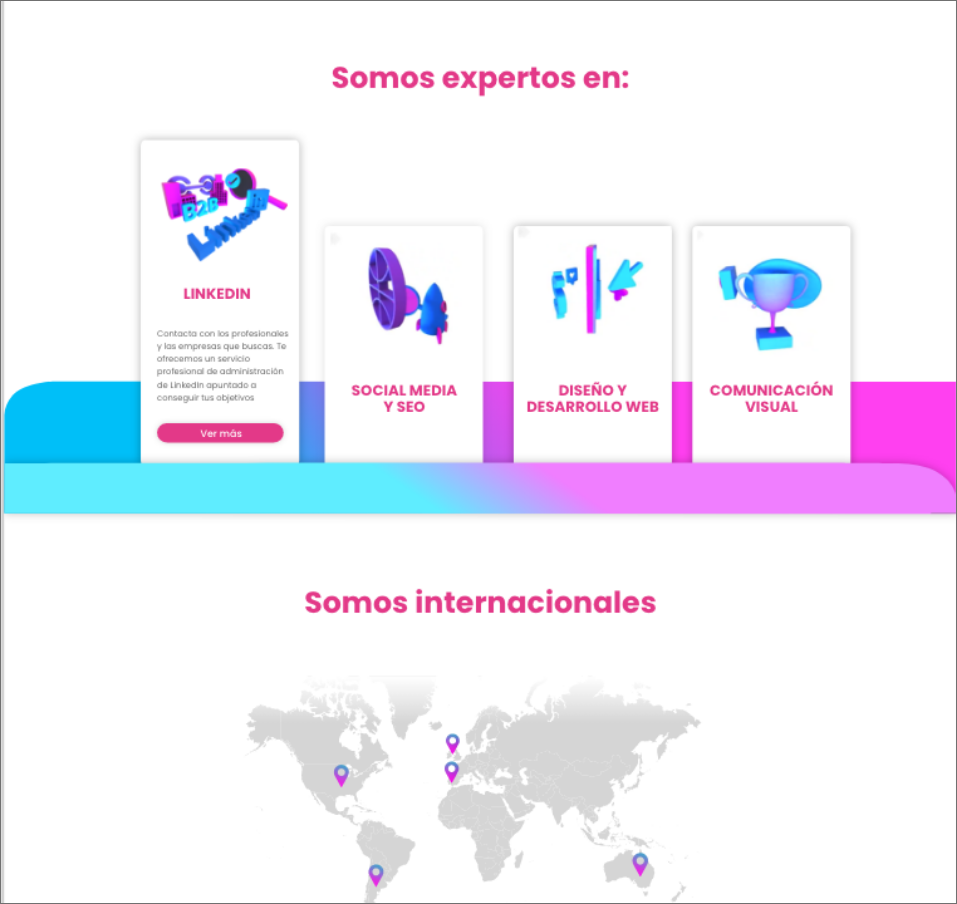 Somos expertos en:
B2B
LinkedIn
LINKEDIN
Contacta con los profesionales
y las empresas que buscas. Te
ofrecemos un servicio
profesional de administración
de LinkedIn apuntado a
conseguir tus objetivos
Ver más
SOCIAL MEDIA
Y SEO
DISEÑO Y
DESARROLLO WEB
COMUNICACIÓN
VISUAL
Somos internacionales